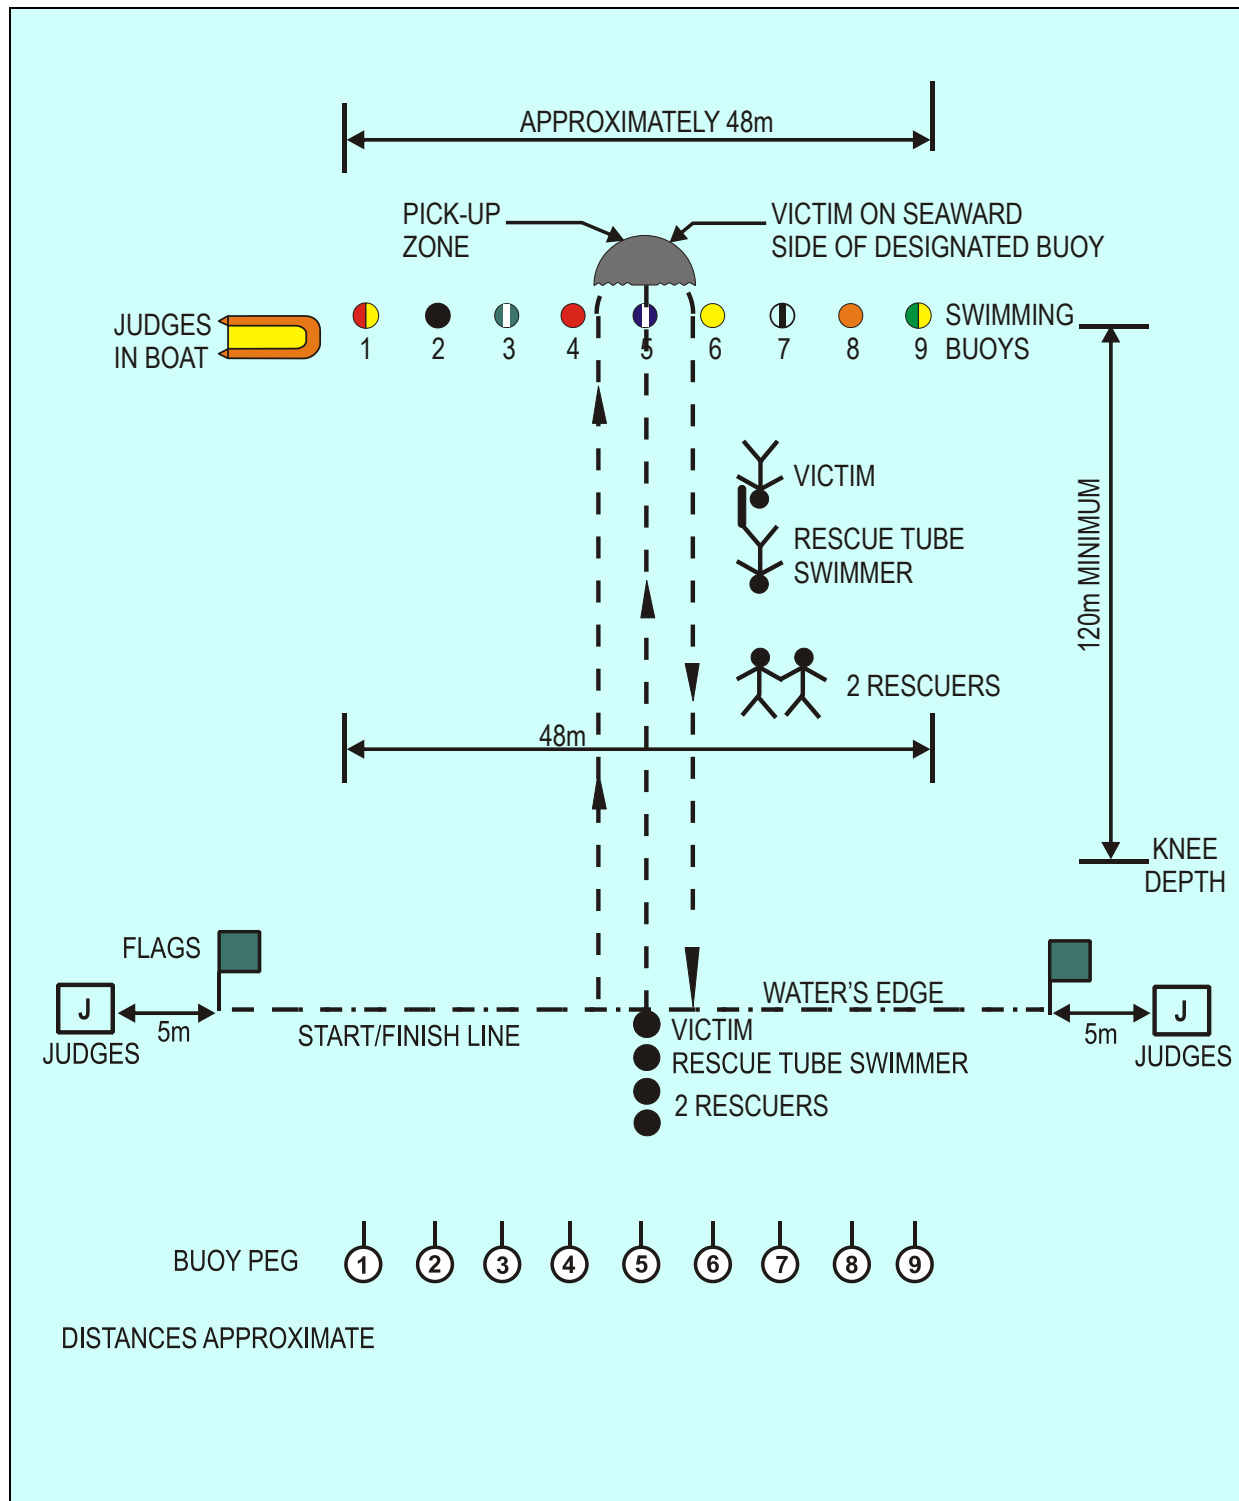 APPROXIMATELY 48m
PICK-UP
ZONE
VICTIM ON SEAWARD
SIDE OF DESIGNATED BUOY
JUDGES
IN BOAT
1 2 3 4 5 6 7 8 9
SWIMMING
BUOYS
VICTIM
RESCUE TUBE
SWIMMER
120m MINIMUM
2 RESCUERS
48m
KNEE
DEPTH
FLAGS
J
JUDGES
5m
START/FINISH LINE
WATER'S EDGE
5m
J
JUDGES
VICTIM
RESCUE TUBE SWIMMER
2 RESCUERS
BUOY PEG
1 2 3 4 5 6 7 8 9
DISTANCES APPROXIMATE